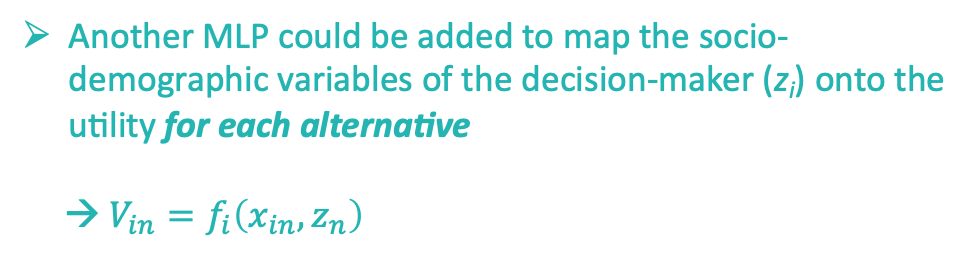 ➢ Another MLP could be added to map the socio-
demographic variables of the decision-maker (zᵢ) onto the
utility for each alternative
→ Vᵢₙ = fᵢ(xᵢₙ, zₙ)